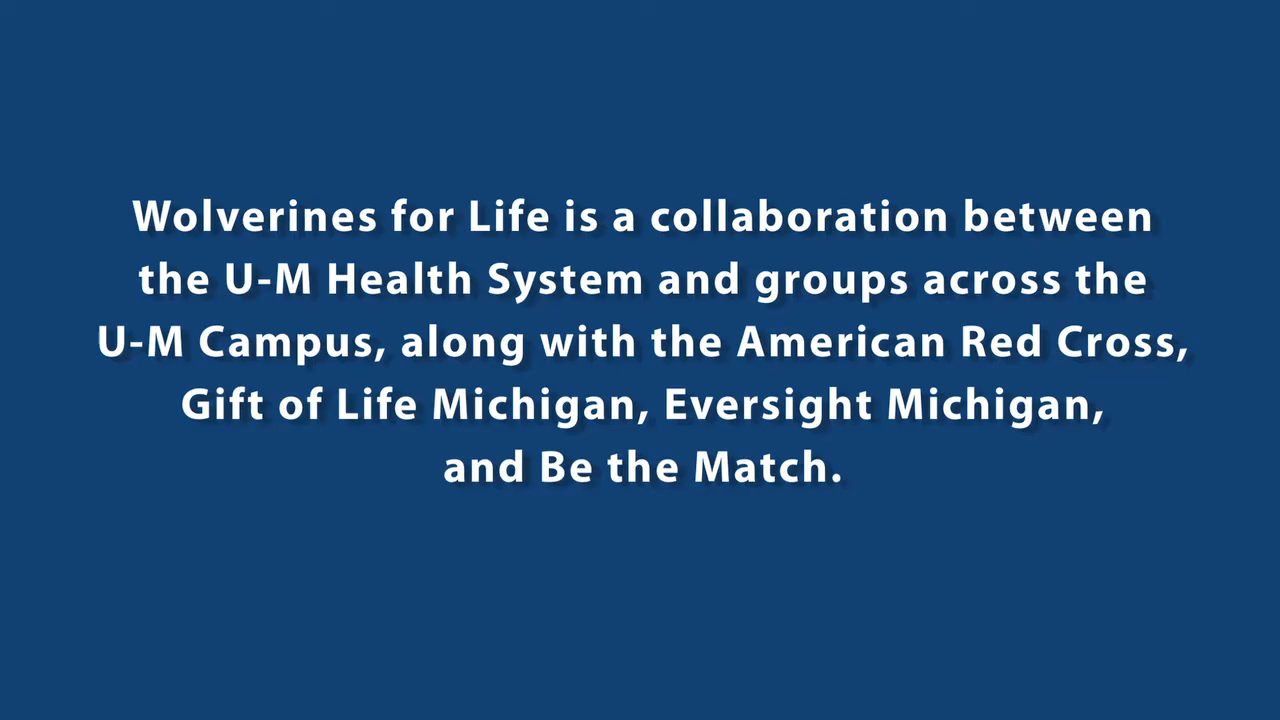 Wolverines for Life is a collaboration between
the U-M Health System and groups across the
U-M Campus, along with the American Red Cross,
Gift of Life Michigan, Eversight Michigan,
and Be the Match.